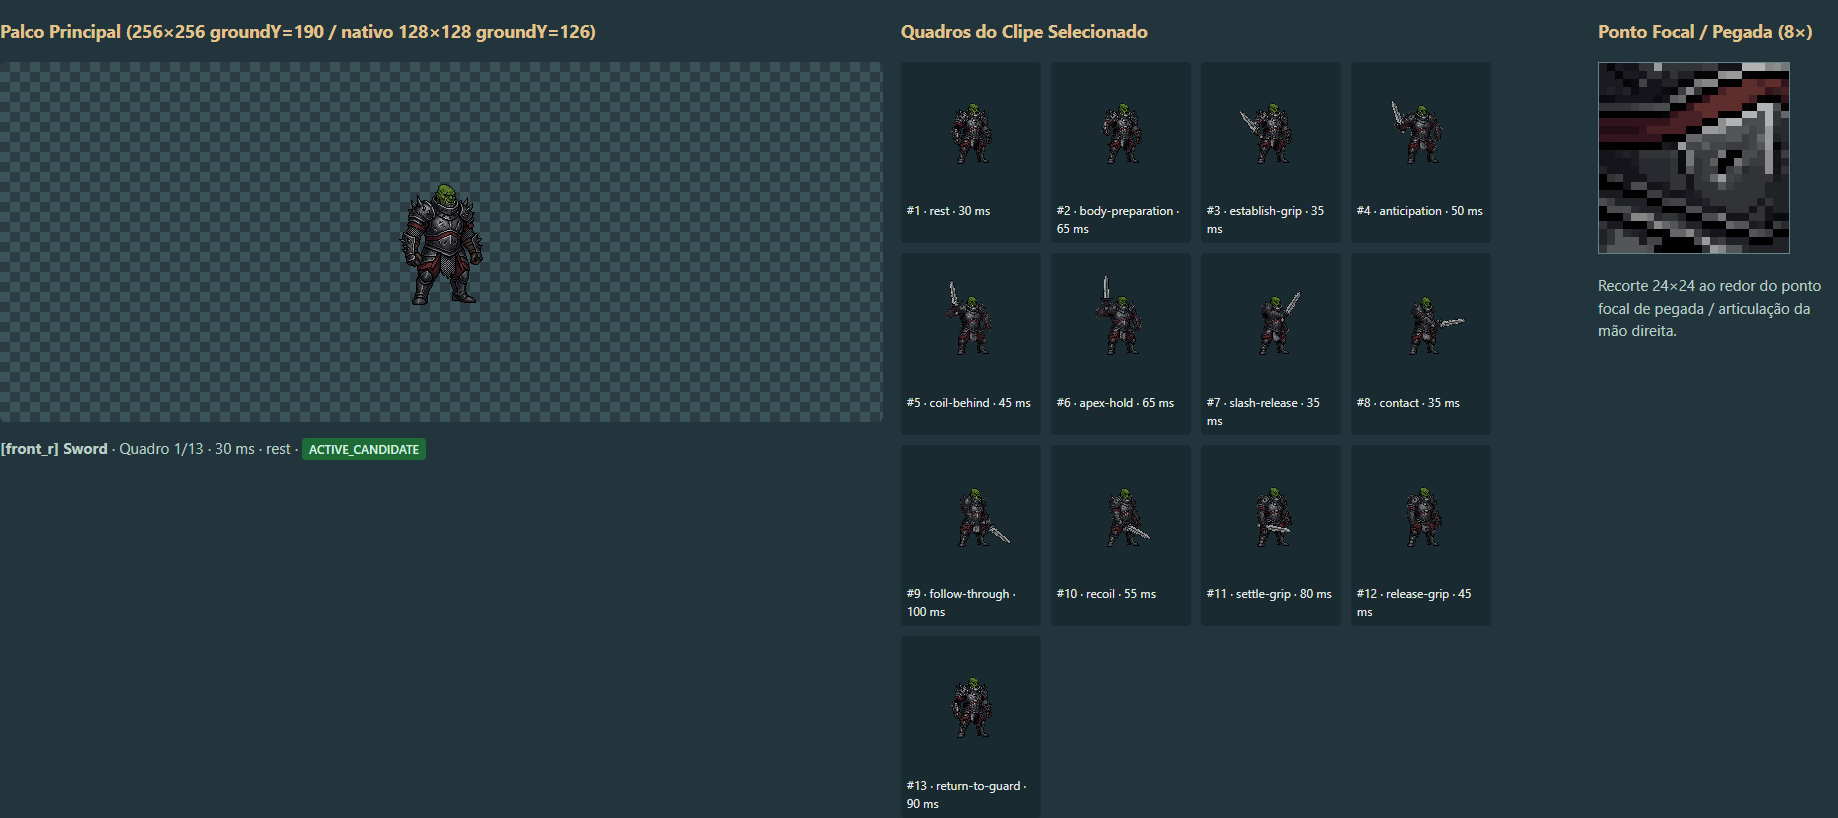 Palco Principal (256×256 groundY=190 / nativo 128×128 groundY=126)
[front_r] Sword · Quadro 1/13 · 30 ms · rest · ACTIVE_CANDIDATE
Quadros do Clipe Selecionado
#1 · rest · 30 ms
#2 · body-preparation ·
65 ms
#3 · establish-grip · 35
ms
#4 · anticipation · 50 ms
#5 · coil-behind · 45 ms
#6 · apex-hold · 65 ms
#7 · slash-release · 35
ms
#8 · contact · 35 ms
#9 · follow-through ·
100 ms
#10 · recoil · 55 ms
#11 · settle-grip · 80 ms
#12 · release-grip · 45
ms
#13 · return-to-guard ·
90 ms
Ponto Focal / Pegada (8×)
Recorte 24×24 ao redor do ponto
focal de pegada / articulação da
mão direita.